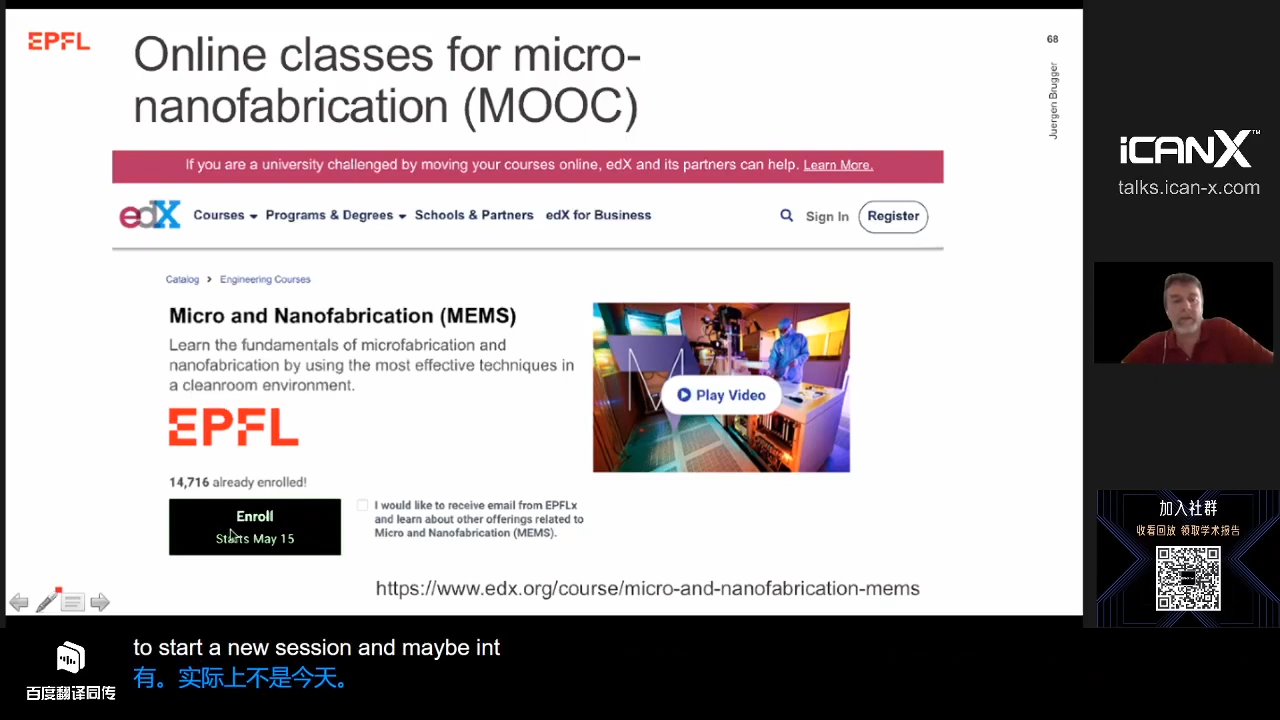 EPFL
Online classes for micro-
nanofabrication (MOOC)
68
Juergen Brugger
If you are a university challenged by moving your courses online, edX and its partners can help. Learn More.
edX
Courses
Programs & Degrees
Schools & Partners
edX for Business
Sign In
Register
Catalog
Engineering Courses
Micro and Nanofabrication (MEMS)
Learn the fundamentals of microfabrication and
nanofabrication by using the most effective techniques in
a cleanroom environment.
EPFL
14,716 already enrolled!
Enroll
Starts May 15
I would like to receive email from EPFLx
and learn about other offerings related to
Micro and Nanofabrication (MEMS).
M
Play Video
https://www.edx.org/course/micro-and-nanofabrication-mems
iCANX™
talks.ican-x.com
加入社群
收看回放 领取学术报告
百度翻译同传
to start a new session and maybe int
有。实际上不是今天。